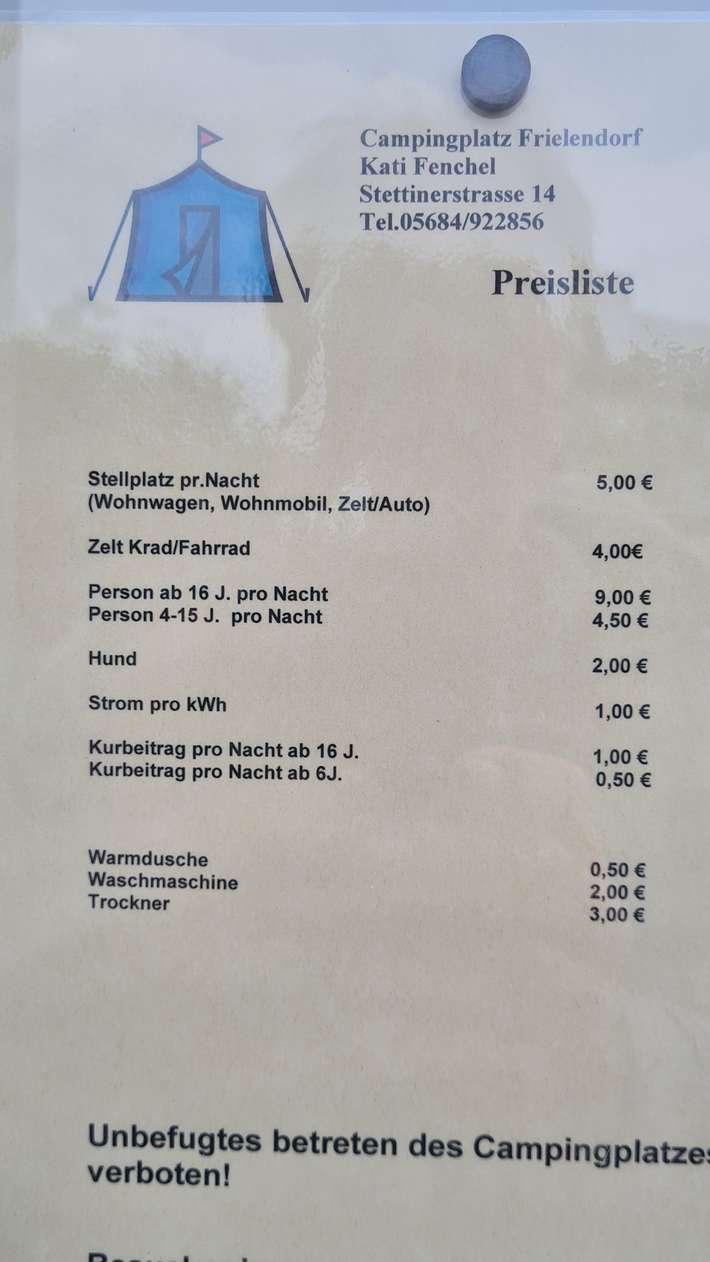 Campingplatz Frielendorf
Kati Fenchel
Stettinerstrasse 14
Tel.05684/922856
Preisliste
Stellplatz pr.Nacht 5,00 €
(Wohnwagen, Wohnmobil, Zelt/Auto)
Zelt Krad/Fahrrad 4,00€
Person ab 16 J. pro Nacht 9,00 €
Person 4-15 J.  pro Nacht 4,50 €
Hund 2,00 €
Strom pro kWh 1,00 €
Kurbeitrag pro Nacht ab 16 J. 1,00 €
Kurbeitrag pro Nacht ab 6J. 0,50 €
Warmdusche 0,50 €
Waschmaschine 2,00 €
Trockner 3,00 €
Unbefugtes betreten des Campingplatzes
verboten!